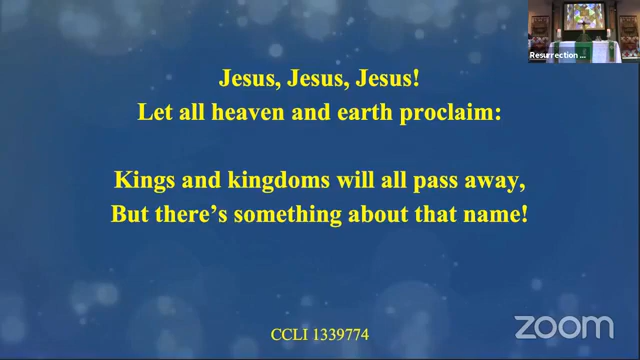 Resurrection ...
Jesus, Jesus, Jesus!
Let all heaven and earth proclaim:
Kings and kingdoms will all pass away,
But there’s something about that name!
CCLI 1339774
zoom